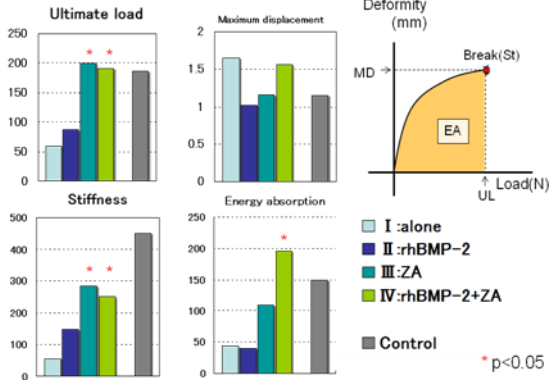 Ultimate load
250
200
150
100
50
0
* *
Maximum displacement
2
1.5
1
0.5
0
Deformity
(mm)
Break(St)
MD
EA
Load(N)
UL
Stiffness
500
400
300
200
100
0
* *
Energy absorption
250
200
150
100
50
0
*
I :alone
II :rhBMP-2
III :ZA
IV :rhBMP-2+ZA
Control
* p<0.05